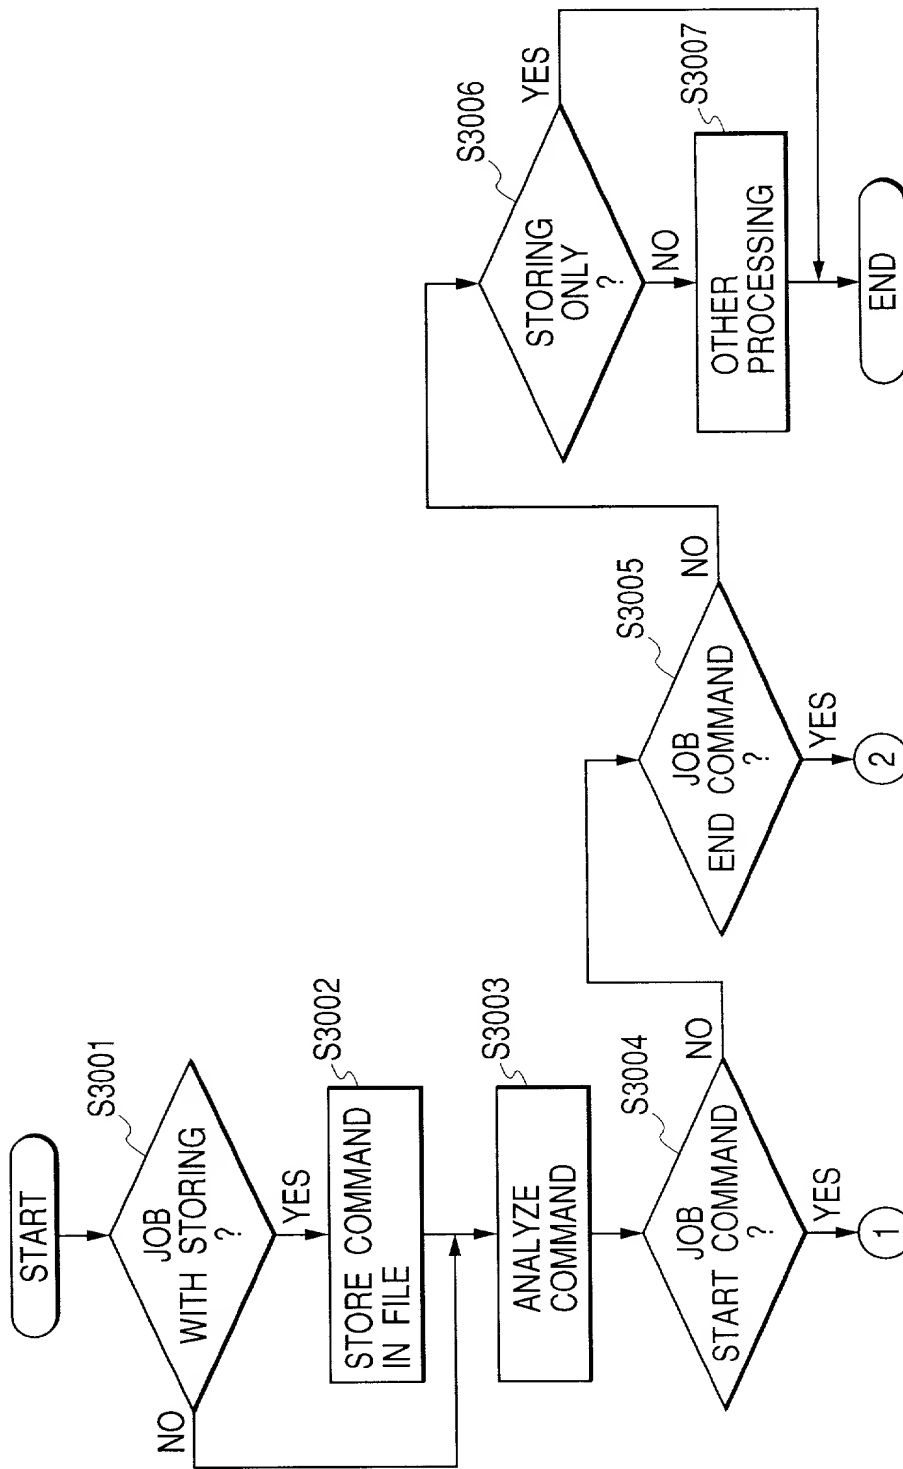 START
S3001
JOB
WITH STORING
?
NO
YES
S3002
STORE COMMAND
IN FILE
S3003
ANALYZE
COMMAND
S3004
JOB
START COMMAND
?
NO
YES
1
S3005
JOB
END COMMAND
?
NO
YES
2
S3006
STORING
ONLY
?
YES
NO
S3007
OTHER
PROCESSING
END